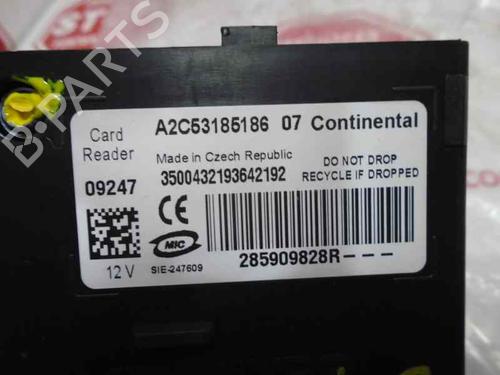 ST
B-PARTS
A2C53185186 07 Continental
Card
Reader
Made in Czech Republic
DO NOT DROP
RECYCLE IF DROPPED
09247
3500432193642192
CE
MIC
12 V
SIE-247609
285909828R---